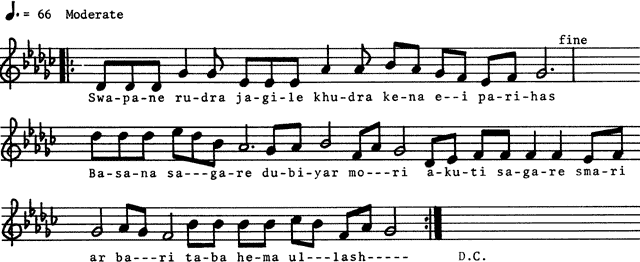 ♩. = 66 Moderate
fine
Swa-pa-ne ru-dra ja-gi-le khu-dra ke-na e--i pa-ri-has
Ba-sa-na sa---ga-re du-bi-yar mo---ri a-ku-ti sa-ga-re sma-ri
ar ba---ri ta-ba he-ma ul---lash----- D.C.